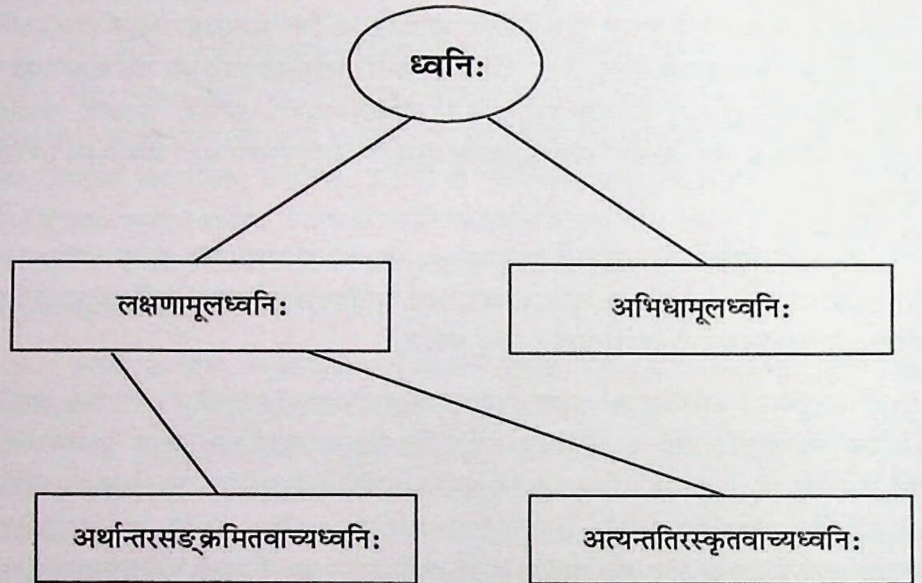 ध्वनिः
लक्षणामूलध्वनिः
अभिधामूलध्वनिः
अर्थान्तरसङ्क्रमितवाच्यध्वनिः
अत्यन्ततिरस्कृतवाच्यध्वनिः